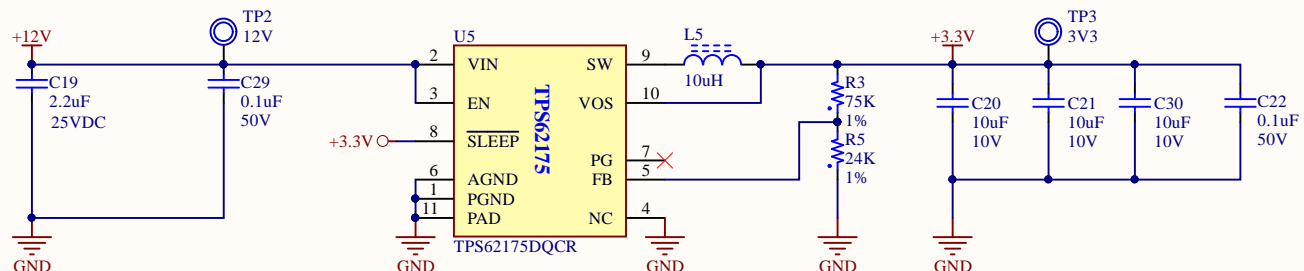 +12V
TP2
12V
C19
2.2uF
25VDC
C29
0.1uF
50V
GND
+3.3V
U5
2
VIN
3
EN
8
SLEEP
6
AGND
1
PGND
11
PAD
TPS62175
SW
9
VOS
10
PG
7
FB
5
NC
4
TPS62175DQCR
GND
GND
L5
10uH
R3
75K
1%
R5
24K
1%
GND
+3.3V
TP3
3V3
C20
10uF
10V
C21
10uF
10V
C30
10uF
10V
C22
0.1uF
50V
GND